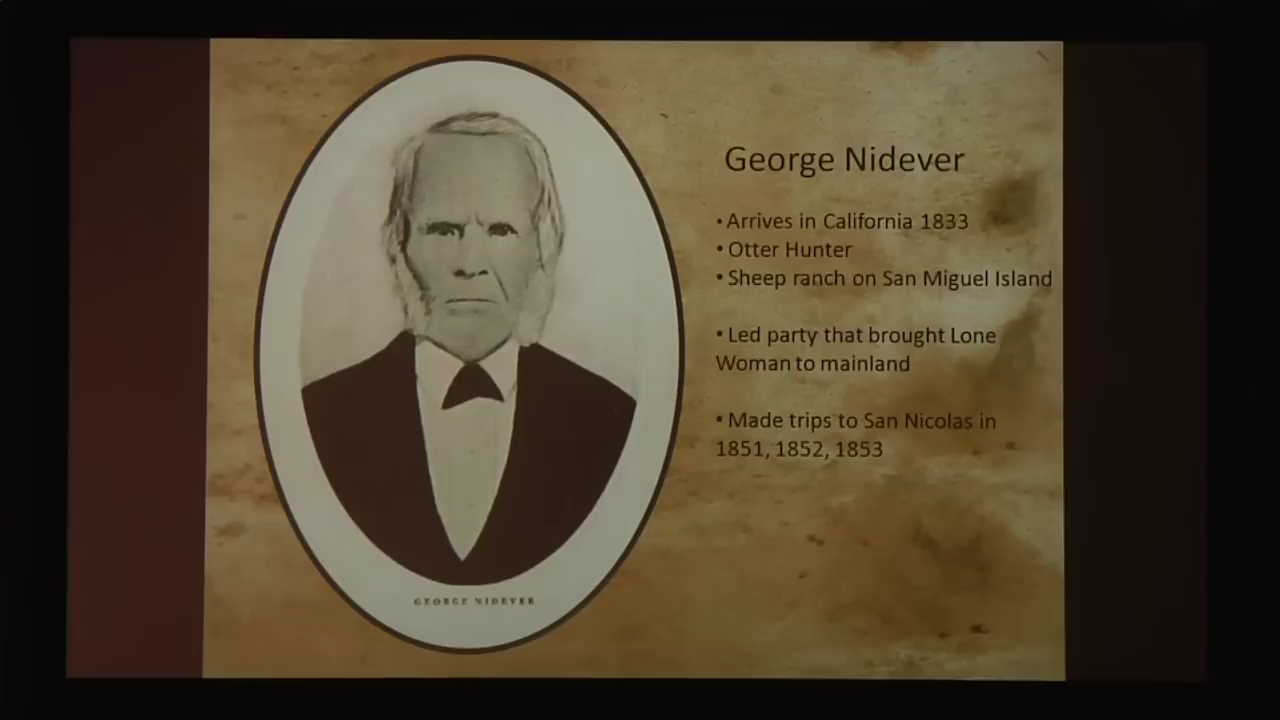 George Nidever
• Arrives in California 1833
• Otter Hunter
• Sheep ranch on San Miguel Island
• Led party that brought Lone
Woman to mainland
• Made trips to San Nicolas in
1851, 1852, 1853
GEORGE NIDEVER